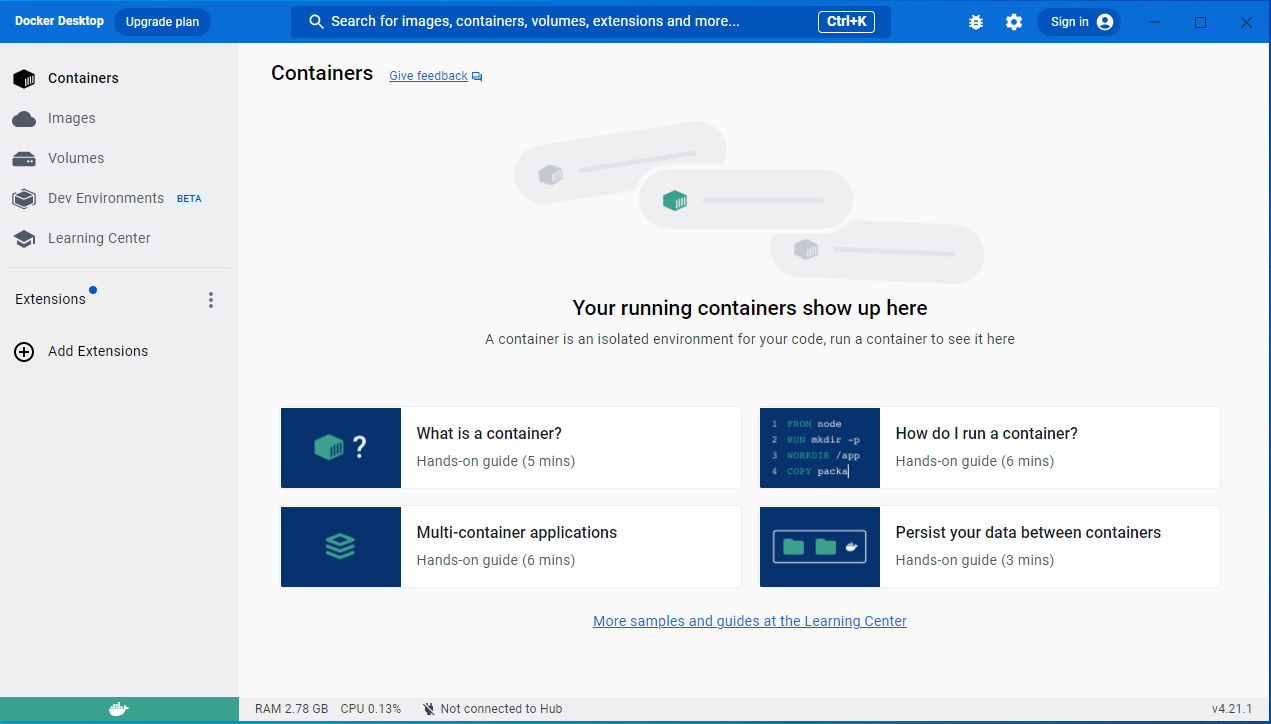 Docker Desktop Upgrade plan Search for images, containers, volumes, extensions and more... Ctrl+K Sign in
Containers
Images
Volumes
Dev Environments BETA
Learning Center
Extensions
Add Extensions
Containers Give feedback
Your running containers show up here
A container is an isolated environment for your code, run a container to see it here
?
What is a container?
Hands-on guide (5 mins)
1 FROM node
2 RUN mkdir -p
3 WORKDIR /app
4 COPY packa
How do I run a container?
Hands-on guide (6 mins)
Multi-container applications
Hands-on guide (6 mins)
Persist your data between containers
Hands-on guide (3 mins)
More samples and guides at the Learning Center
RAM 2.78 GB CPU 0.13% Not connected to Hub v4.21.1